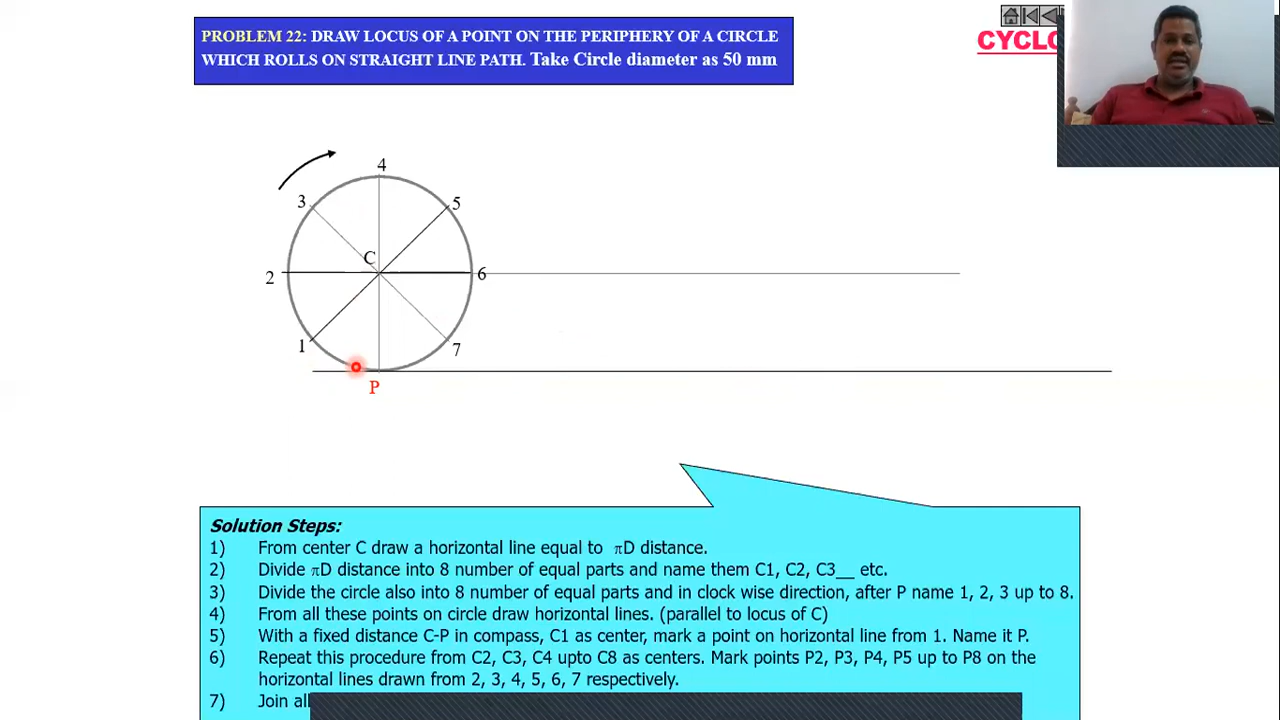 PROBLEM 22: DRAW LOCUS OF A POINT ON THE PERIPHERY OF A CIRCLE
WHICH ROLLS ON STRAIGHT LINE PATH. Take Circle diameter as 50 mm
CYCLO
4
3
5
C
2
6
1
7
P
Solution Steps:
1) From center C draw a horizontal line equal to πD distance.
2) Divide πD distance into 8 number of equal parts and name them C1, C2, C3__ etc.
3) Divide the circle also into 8 number of equal parts and in clock wise direction, after P name 1, 2, 3 up to 8.
4) From all these points on circle draw horizontal lines. (parallel to locus of C)
5) With a fixed distance C-P in compass, C1 as center, mark a point on horizontal line from 1. Name it P.
6) Repeat this procedure from C2, C3, C4 upto C8 as centers. Mark points P2, P3, P4, P5 up to P8 on the
horizontal lines drawn from 2, 3, 4, 5, 6, 7 respectively.
7) Join all